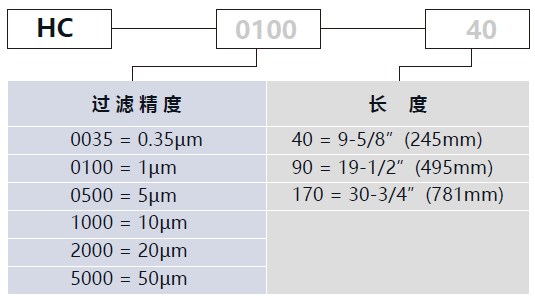 HC 0100 40
过滤精度 长 度
0035 = 0.35μm 40 = 9-5/8” (245mm)
0100 = 1μm 90 = 19-1/2” (495mm)
0500 = 5μm 170 = 30-3/4” (781mm)
1000 = 10μm
2000 = 20μm
5000 = 50μm